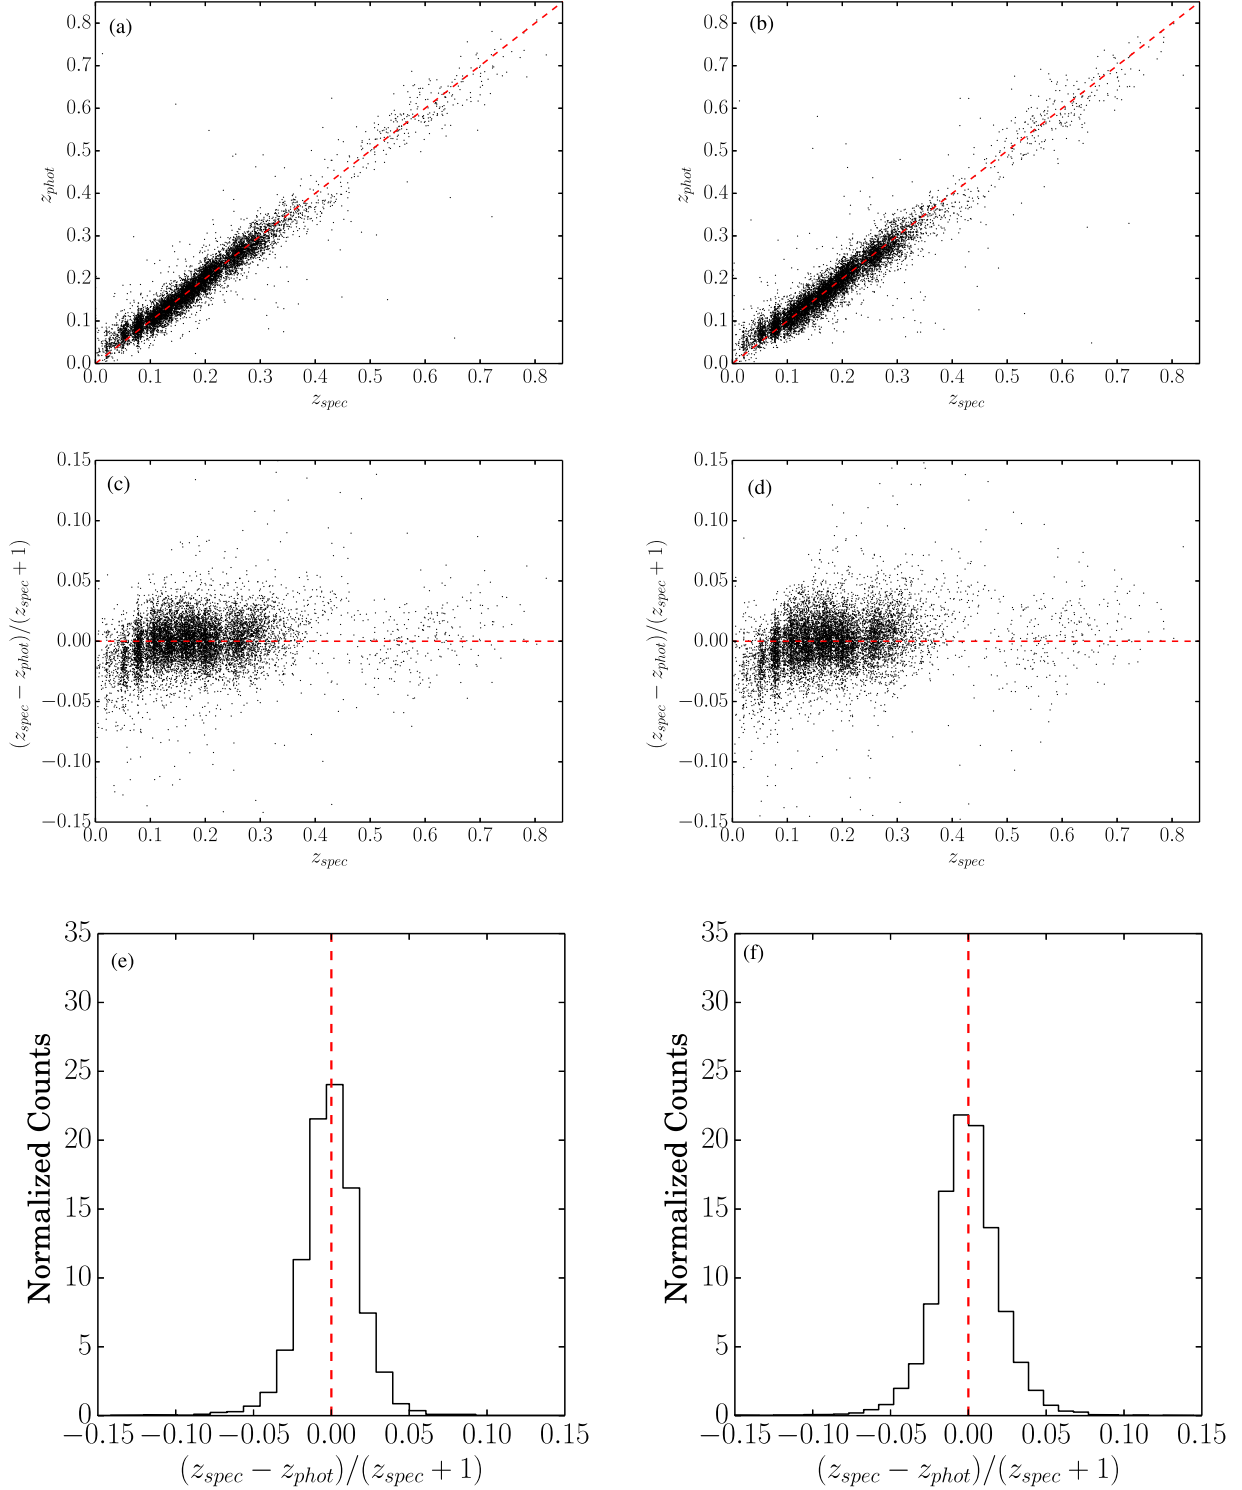 (a)
0.8
0.7
0.6
0.5
0.4
0.3
0.2
0.1
0.0
z_phot
0.0 0.1 0.2 0.3 0.4 0.5 0.6 0.7 0.8
z_spec
(b)
0.8
0.7
0.6
0.5
0.4
0.3
0.2
0.1
0.0
z_phot
0.0 0.1 0.2 0.3 0.4 0.5 0.6 0.7 0.8
z_spec
(c)
0.15
0.10
0.05
0.00
−0.05
−0.10
−0.15
(z_spec − z_phot)/(z_spec + 1)
0.0 0.1 0.2 0.3 0.4 0.5 0.6 0.7 0.8
z_spec
(d)
0.15
0.10
0.05
0.00
−0.05
−0.10
−0.15
(z_spec − z_phot)/(z_spec + 1)
0.0 0.1 0.2 0.3 0.4 0.5 0.6 0.7 0.8
z_spec
(e)
35
30
25
20
15
10
5
0
Normalized Counts
−0.15 −0.10 −0.05 0.00 0.05 0.10 0.15
(z_spec − z_phot)/(z_spec + 1)
(f)
35
30
25
20
15
10
5
0
Normalized Counts
−0.15 −0.10 −0.05 0.00 0.05 0.10 0.15
(z_spec − z_phot)/(z_spec + 1)